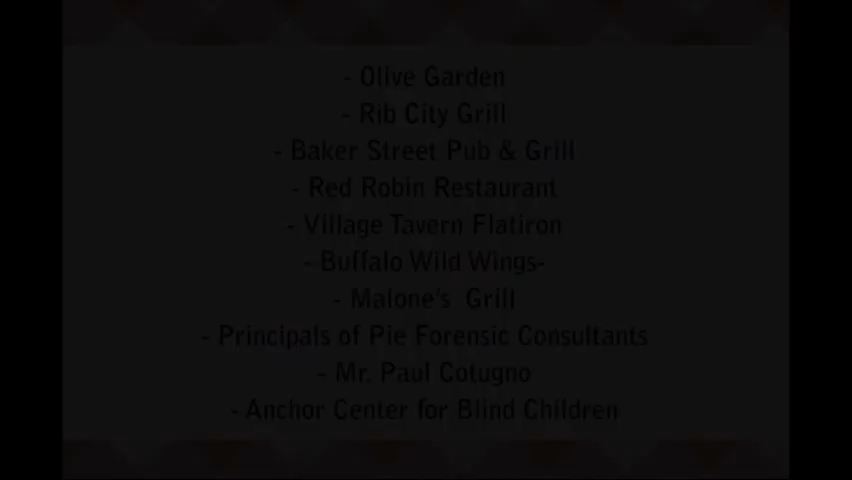 - Olive Garden
- Rib City Grill
- Baker Street Pub & Grill
- Red Robin Restaurant
- Village Tavern Flatiron
- Buffalo Wild Wings-
- Malone's Grill
- Principals of Pie Forensic Consultants
- Mr. Paul Cotugno
- Anchor Center for Blind Children